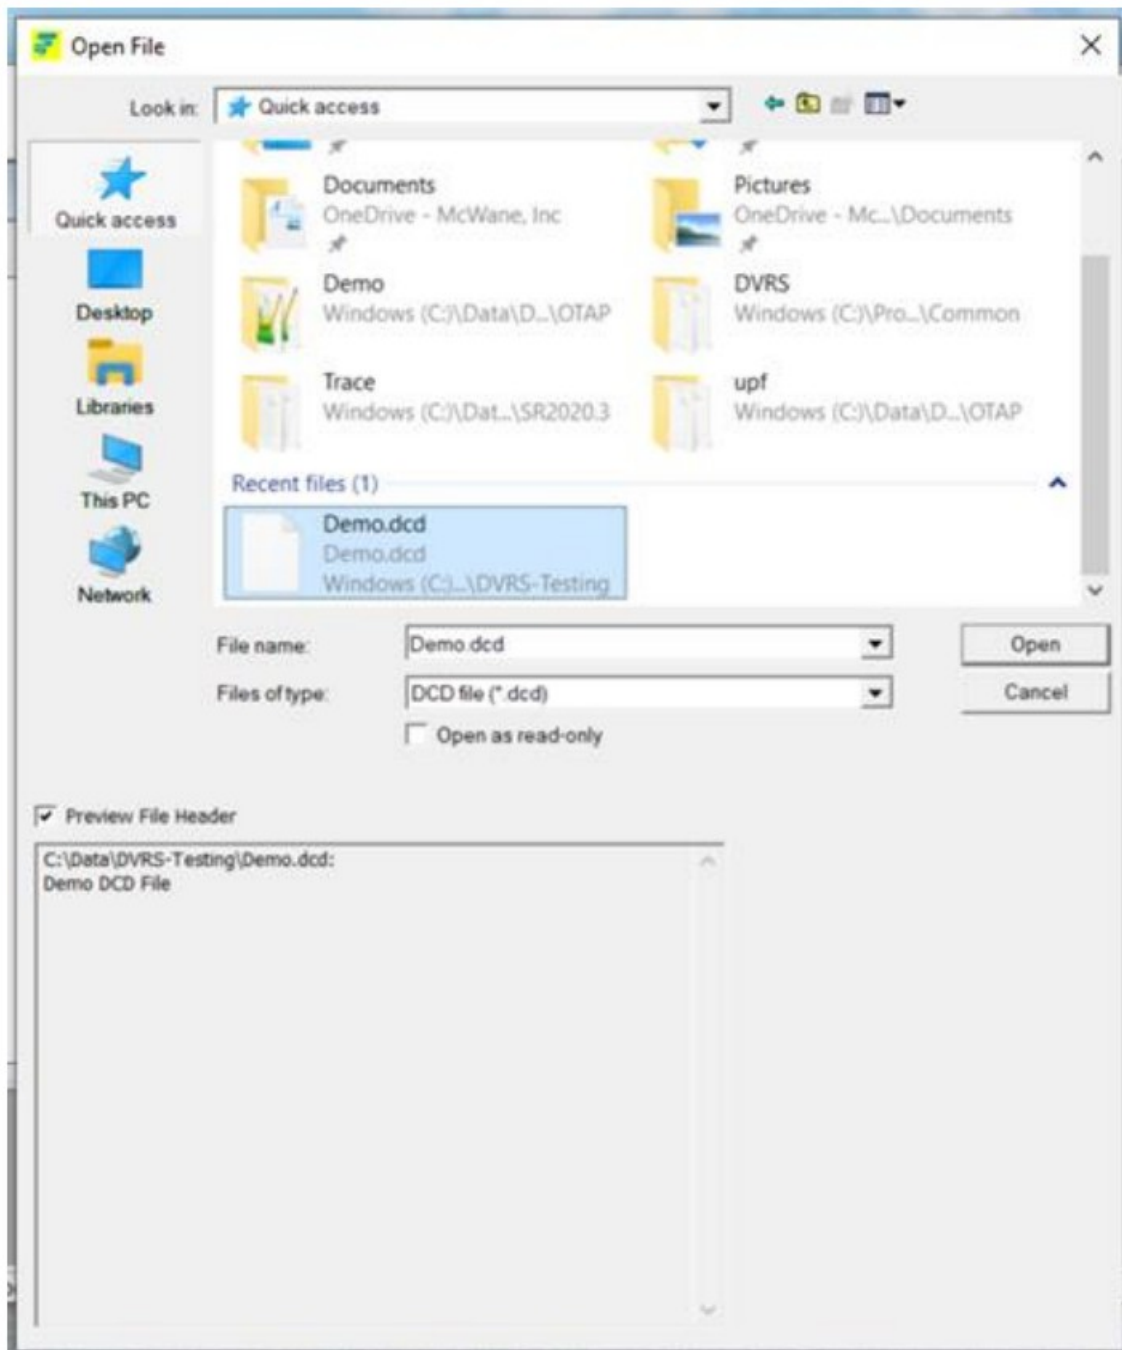 Open File
Look in: Quick access
Quick access
Desktop
Libraries
This PC
Network
Documents
OneDrive - McWane, Inc
Pictures
OneDrive - Mc...\Documents
Demo
Windows (C:)\Data\D...\OTAP
DVRS
Windows (C:)\Pro...\Common
Trace
Windows (C:)\Dat...\SR2020.3
upf
Windows (C:)\Data\D...\OTAP
Recent files (1)
Demo.dcd
Demo.dcd
Windows (C:)...\DVRS-Testing
File name: Demo.dcd Open
Files of type: DCD file (*.dcd) Cancel
Open as read-only
Preview File Header
C:\Data\DVRS-Testing\Demo.dcd:
Demo DCD File